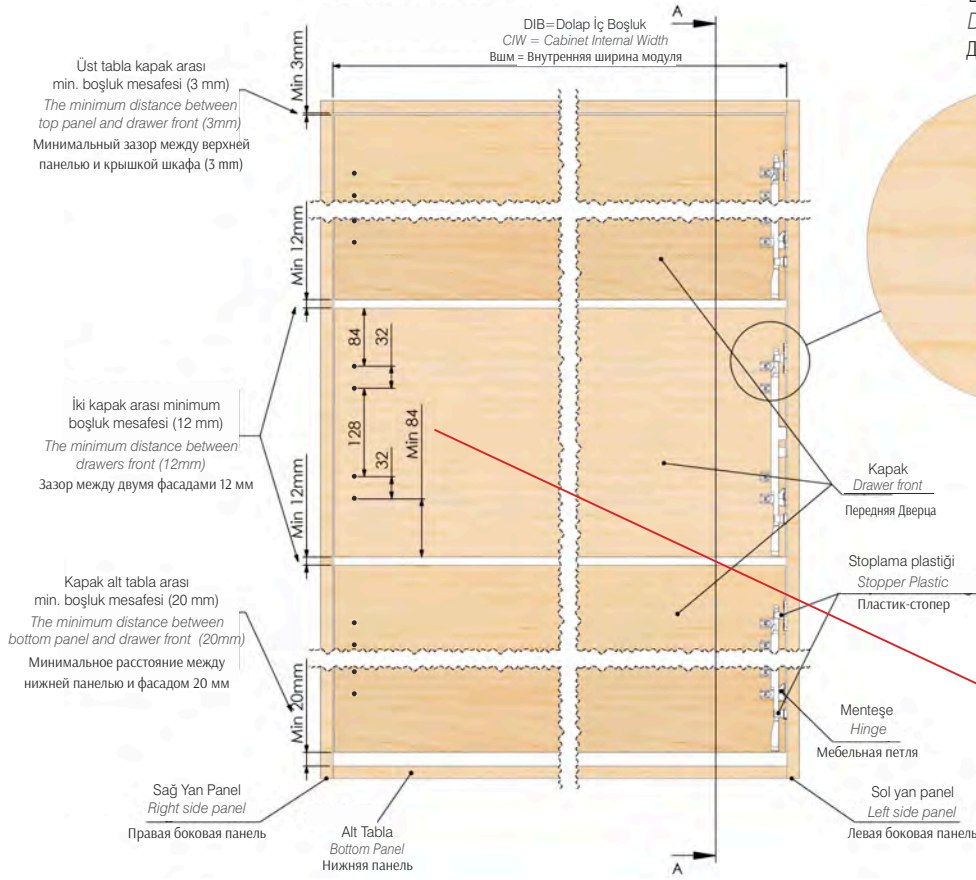 A
DIB=Dolap İç Boşluk
CIW = Cabinet Internal Width
Вшм = Внутренняя ширина модуля
Min 3mm
Üst tabla kapak arası
min. boşluk mesafesi (3 mm)
The minimum distance between
top panel and drawer front (3mm)
Минимальный зазор между верхней
панелью и крышкой шкафа (3 mm)
Min 12mm
84
32
128
32
Min 84
İki kapak arası minimum
boşluk mesafesi (12 mm)
The minimum distance between
drawers front (12mm)
Зазор между двумя фасадами 12 мм
Min 12mm
Kapak
Drawer front
Передняя Дверца
Stoplama plastiği
Stopper Plastic
Пластик-стопер
Kapak alt tabla arası
min. boşluk mesafesi (20 mm)
The minimum distance between
bottom panel and drawer front (20mm)
Минимальное расстояние между
нижней панелью и фасадом 20 мм
Min 20mm
Menteşe
Hinge
Мебельная петля
Sağ Yan Panel
Right side panel
Правая боковая панель
Alt Tabla
Bottom Panel
Нижняя панель
Sol yan panel
Left side panel
Левая боковая панель
A